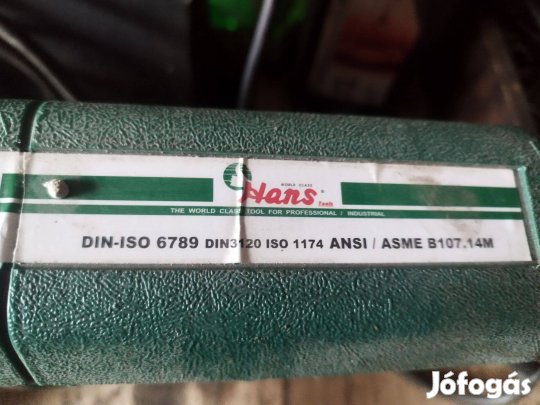 WORLD CLASS
Hans®
Tools
THE WORLD CLASS TOOL FOR PROFESSIONAL / INDUSTRIAL
DIN-ISO 6789 DIN3120 ISO 1174 ANSI / ASME B107.14M
Jófogás